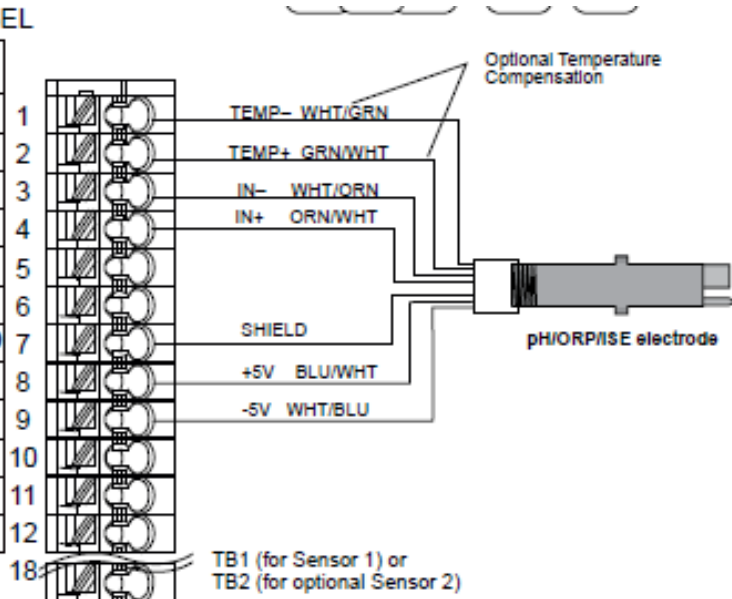 EL
Optional Temperature
Compensation
1 TEMP– WHT/GRN
2 TEMP+ GRN/WHT
3 IN– WHT/ORN
4 IN+ ORN/WHT
5
6
7 SHIELD
8 +5V BLU/WHT
9 -5V WHT/BLU
pH/ORP/ISE electrode
10
11
12
18
TB1 (for Sensor 1) or
TB2 (for optional Sensor 2)